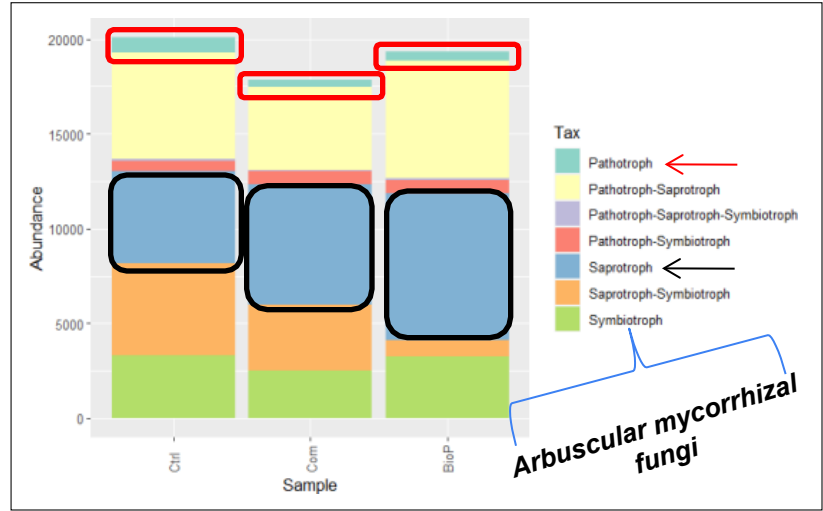 20000
15000
10000
5000
0
Abundance
Ctrl
Com
BioP
Sample
Tax
Pathotroph
Pathotroph-Saprotroph
Pathotroph-Saprotroph-Symbiotroph
Pathotroph-Symbiotroph
Saprotroph
Saprotroph-Symbiotroph
Symbiotroph
Arbuscular mycorrhizal
fungi